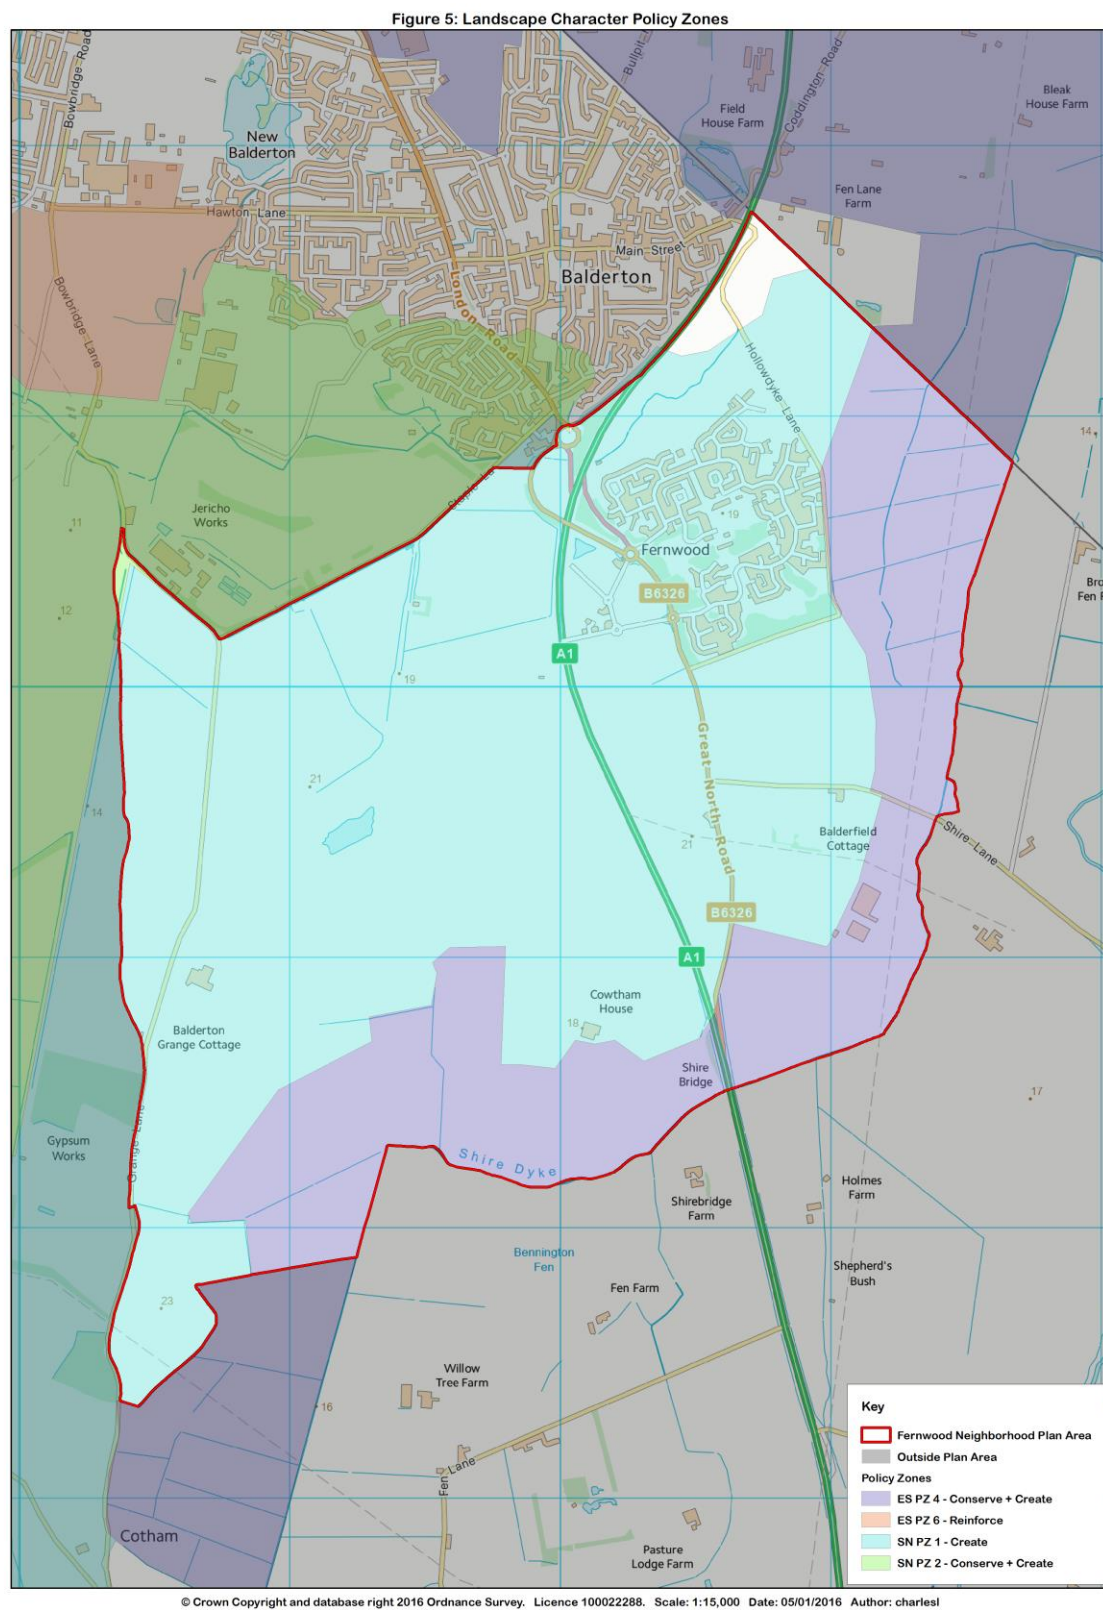 Figure 5: Landscape Character Policy Zones
Bowbridge Road
Bullpit
Coddington Road
Bleak
House Farm
Field
House Farm
New
Balderton
Fen Lane
Farm
Hawton Lane
Main Street
Balderton
Bowbridge Lane
London Road
Hollowdyke Lane
14
Staple La
Jericho
Works
11
19
Fernwood
B6326
Bro
Fen F
12
A1
19
Great North Road
21
14
21
Balderfield
Cottage
Shire Lane
B6326
A1
Cowtham
House
18
Balderton
Grange Cottage
Shire
Bridge
17
Grange Lane
Gypsum
Works
Shire Dyke
Shirebridge
Farm
Holmes
Farm
Bennington
Fen
Shepherd's
Bush
Fen Farm
23
Willow
Tree Farm
16
Fen Lane
Cotham
Pasture
Lodge Farm
Key
Fernwood Neighborhood Plan Area
Outside Plan Area
Policy Zones
ES PZ 4 - Conserve + Create
ES PZ 6 - Reinforce
SN PZ 1 - Create
SN PZ 2 - Conserve + Create
© Crown Copyright and database right 2016 Ordnance Survey. Licence 100022288. Scale: 1:15,000 Date: 05/01/2016 Author: charlesl